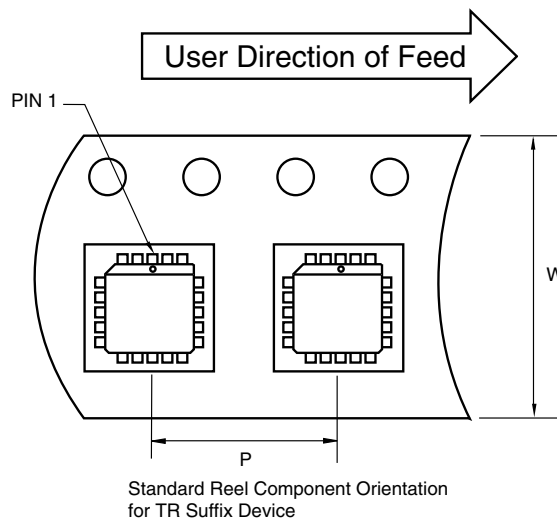 User Direction of Feed
PIN 1
W
P
Standard Reel Component Orientation
for TR Suffix Device